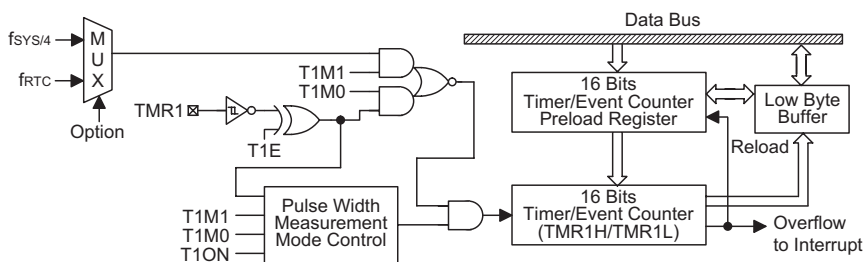 Data Bus
fSYS/4
fRTC
M
U
X
Option
TMR1
T1E
T1M1
T1M0
16 Bits
Timer/Event Counter
Preload Register
Low Byte
Buffer
Reload
T1M1
T1M0
T1ON
Pulse Width
Measurement
Mode Control
16 Bits
Timer/Event Counter
(TMR1H/TMR1L)
Overflow
to Interrupt